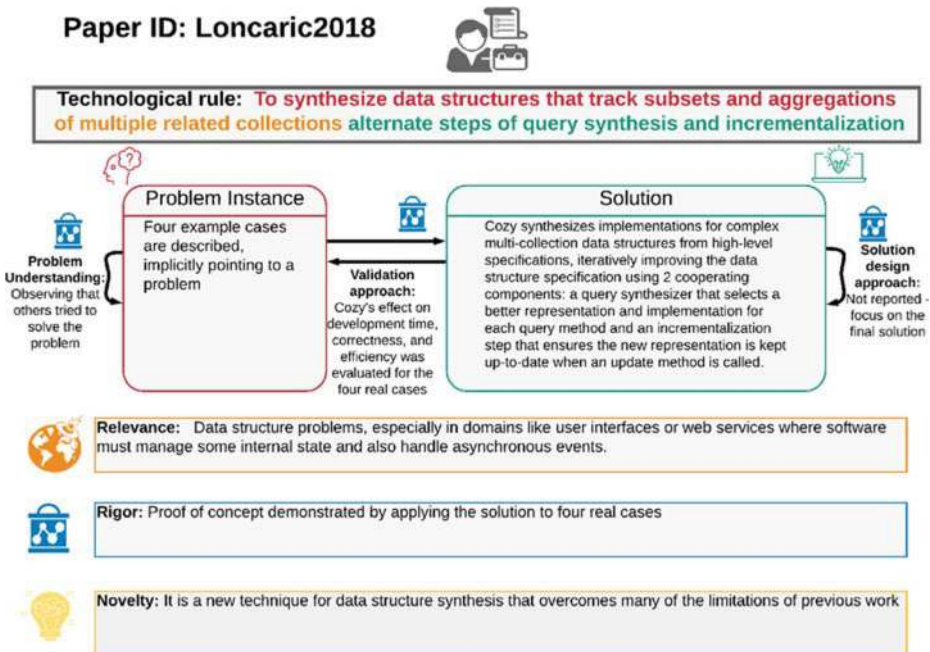 Paper ID: Loncaric2018
Technological rule: To synthesize data structures that track subsets and aggregations
of multiple related collections alternate steps of query synthesis and incrementalization
Problem
Understanding:
Observing that
others tried to
solve the
problem
Problem Instance
Four example cases
are described,
implicitly pointing to a
problem
Validation
approach:
Cozy's effect on
development time,
correctness, and
efficiency was
evaluated for the
four real cases
Solution
Cozy synthesizes implementations for complex
multi-collection data structures from high-level
specifications, iteratively improving the data
structure specification using 2 cooperating
components: a query synthesizer that selects a
better representation and implementation for
each query method and an incrementalization
step that ensures the new representation is kept
up-to-date when an update method is called.
Solution
design
approach:
Not reported -
focus on the
final solution
Relevance: Data structure problems, especially in domains like user interfaces or web services where software
must manage some internal state and also handle asynchronous events.
Rigor: Proof of concept demonstrated by applying the solution to four real cases
Novelty: It is a new technique for data structure synthesis that overcomes many of the limitations of previous work